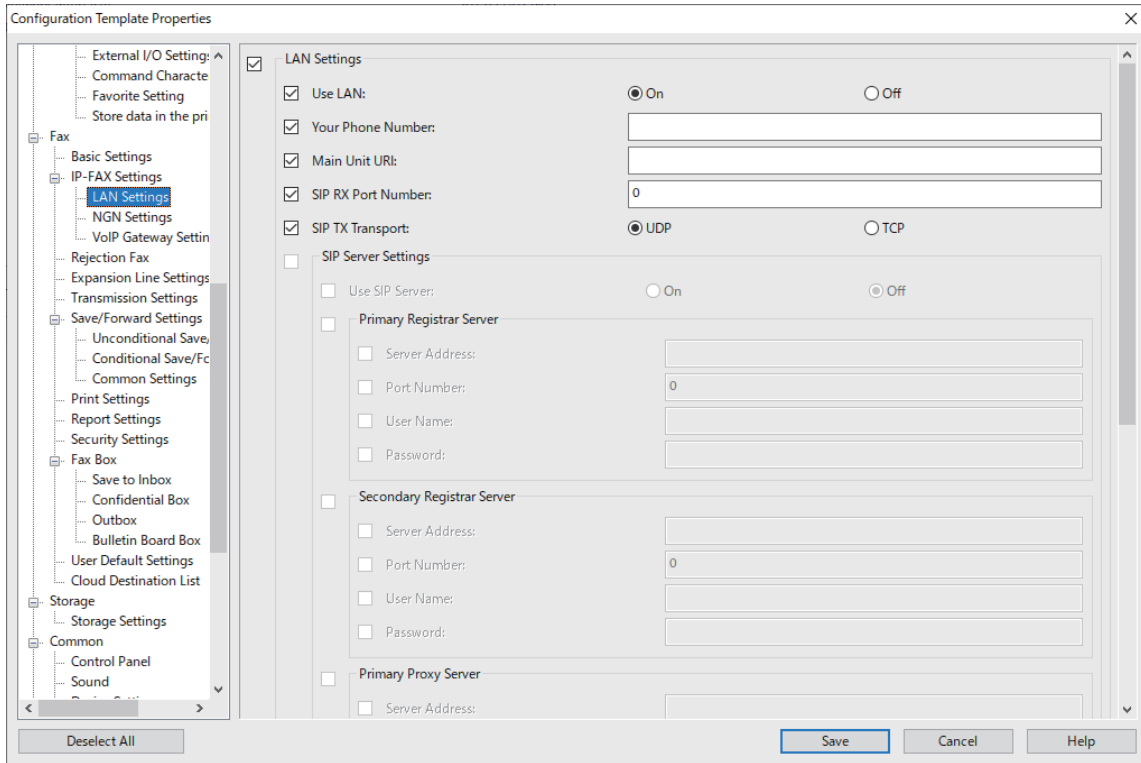 Configuration Template Properties
External I/O Setting
Command Characte
Favorite Setting
Store data in the pri
Fax
Basic Settings
IP-FAX Settings
LAN Settings
NGN Settings
VoIP Gateway Settin
Rejection Fax
Expansion Line Settings
Transmission Settings
Save/Forward Settings
Unconditional Save/
Conditional Save/Fo
Common Settings
Print Settings
Report Settings
Security Settings
Fax Box
Save to Inbox
Confidential Box
Outbox
Bulletin Board Box
User Default Settings
Cloud Destination List
Storage
Storage Settings
Common
Control Panel
Sound
LAN Settings
Use LAN: On Off
Your Phone Number:
Main Unit URI:
SIP RX Port Number: 0
SIP TX Transport: UDP TCP
SIP Server Settings
Use SIP Server: On Off
Primary Registrar Server
Server Address:
Port Number: 0
User Name:
Password:
Secondary Registrar Server
Server Address:
Port Number: 0
User Name:
Password:
Primary Proxy Server
Server Address:
Deselect All Save Cancel Help